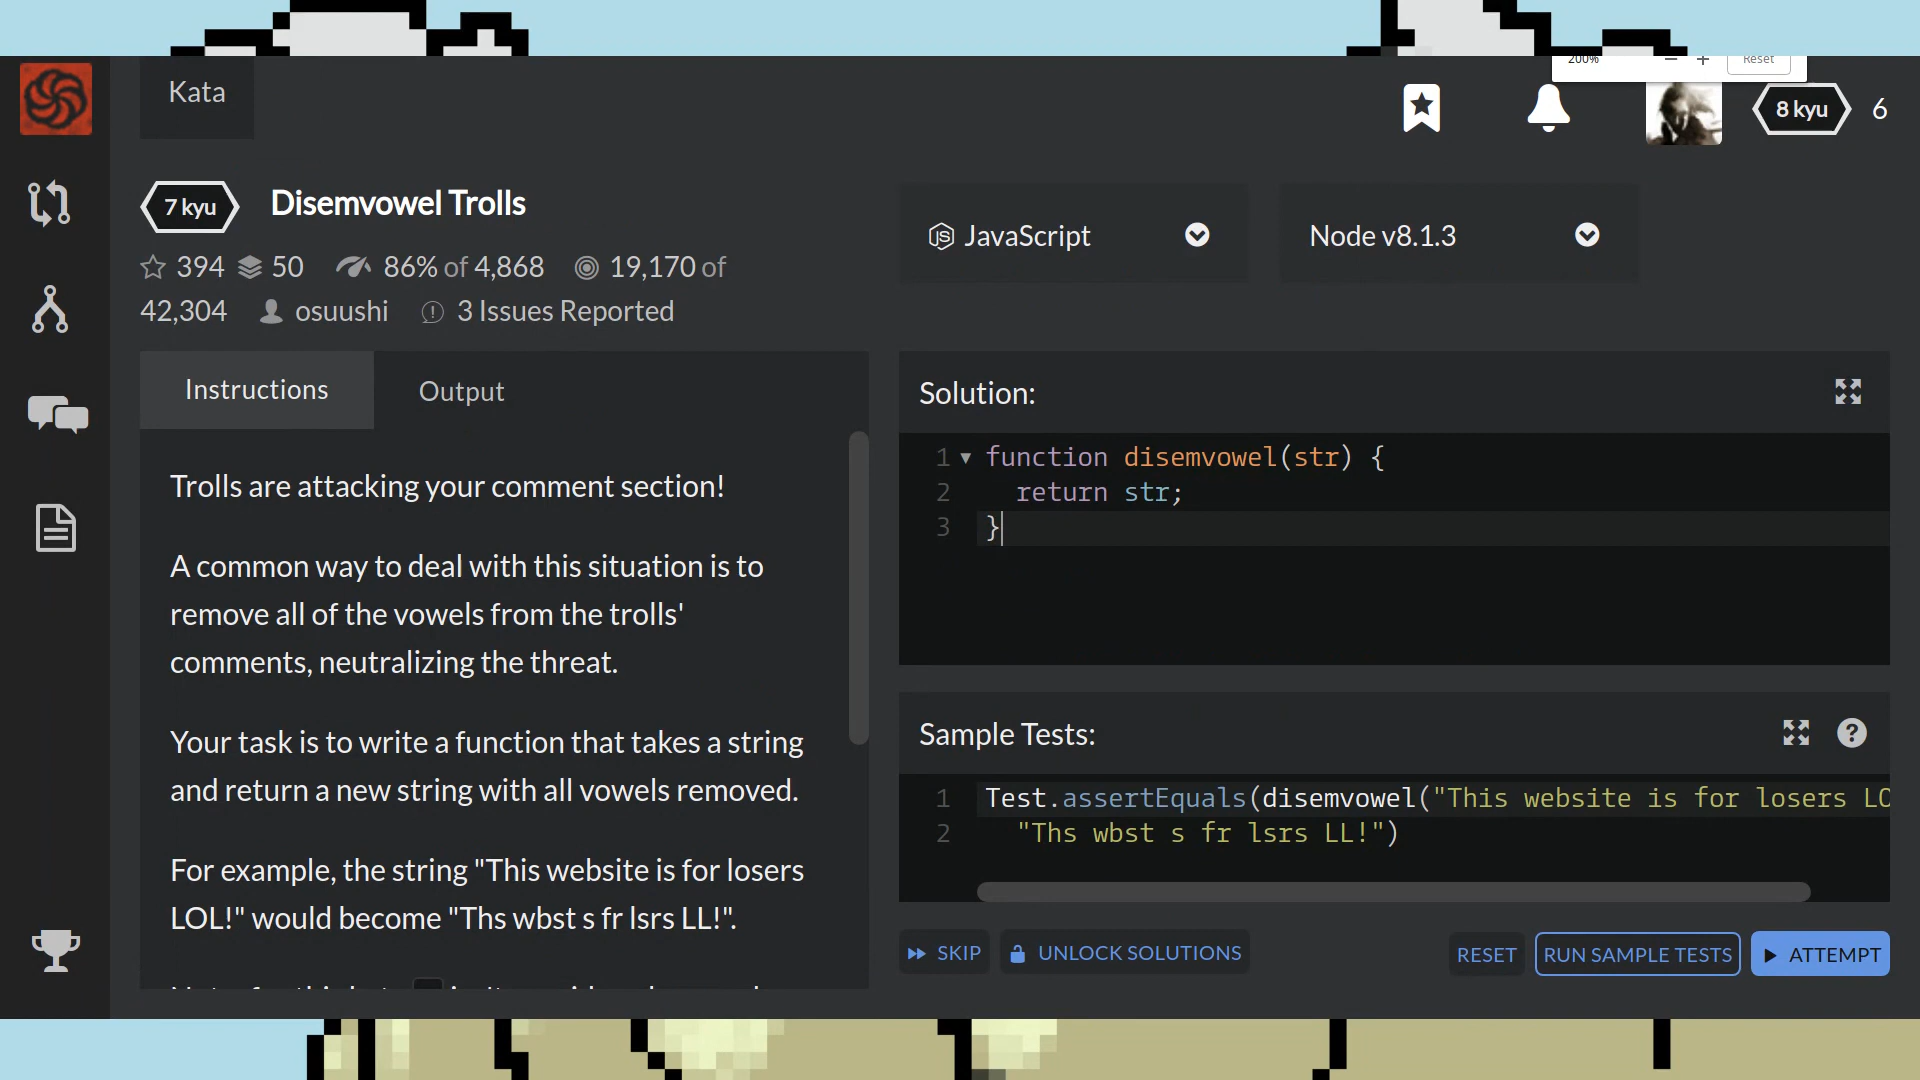 200%
Reset
Kata
8 kyu 6
7 kyu Disemvowel Trolls
394 50 86% of 4,868 19,170 of
42,304 osuushi 3 Issues Reported
JS JavaScript
Node v8.1.3
Instructions
Output
Trolls are attacking your comment section!
A common way to deal with this situation is to
remove all of the vowels from the trolls'
comments, neutralizing the threat.
Your task is to write a function that takes a string
and return a new string with all vowels removed.
For example, the string "This website is for losers
LOL!" would become "Ths wbst s fr lsrs LL!".
Solution:
1 function disemvowel(str) {
2 return str;
3 }
Sample Tests:
1 Test.assertEquals(disemvowel("This website is for losers LO
2 "Ths wbst s fr lsrs LL!")
SKIP
UNLOCK SOLUTIONS
RESET
RUN SAMPLE TESTS
ATTEMPT